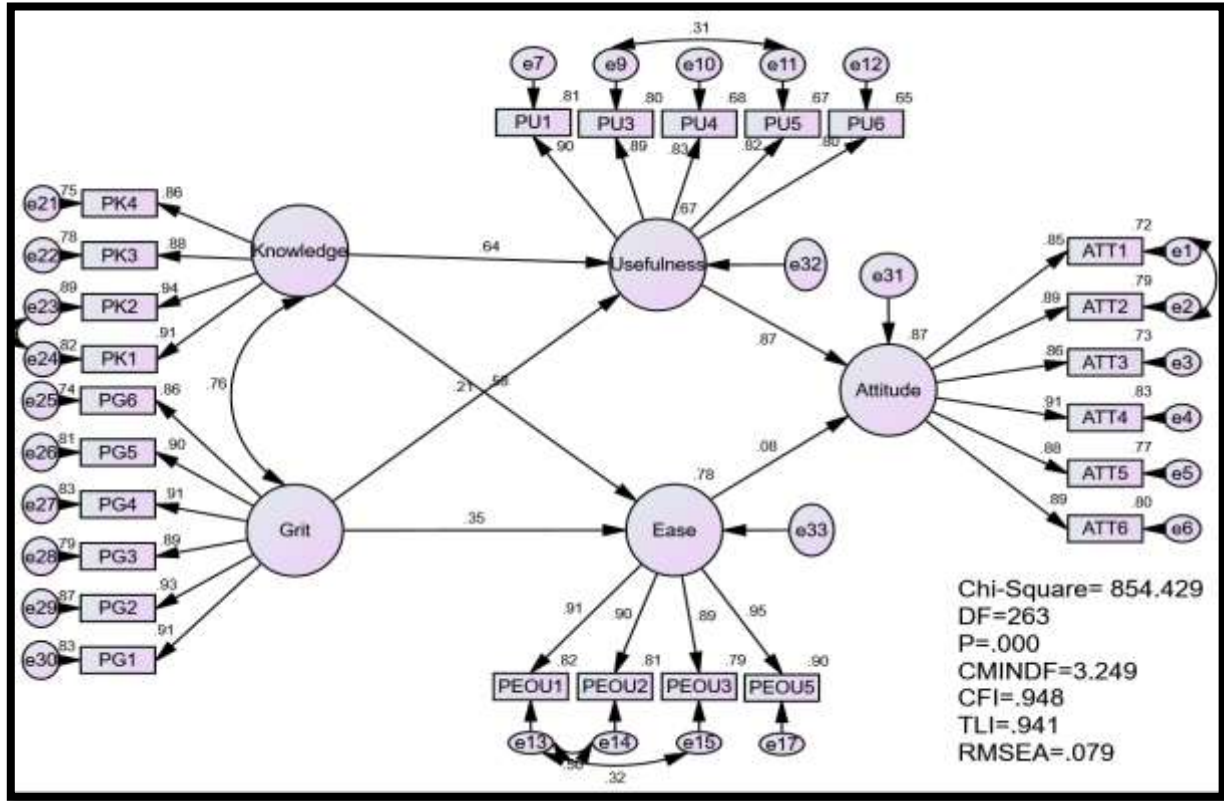 .31
e7
e9
e10
e11
e12
.81
.80
.68
.67
.65
PU1
PU3
PU4
PU5
PU6
.90
.89
.83
.82
.80
.67
Usefulness
e32
e21
.75
PK4
.86
e22
.78
PK3
.88
e23
.89
PK2
.94
e24
.82
PK1
.91
Knowledge
.64
.76
.21
e25
.74
PG6
.86
e26
.81
PG5
.90
e27
.83
PG4
.91
e28
.79
PG3
.89
e29
.87
PG2
.93
e30
.83
PG1
.91
Grit
.35
.78
Ease
e33
.87
.08
e31
.87
Attitude
.85
ATT1
.72
e1
.89
ATT2
.79
e2
.86
ATT3
.73
e3
.91
ATT4
.83
e4
.88
ATT5
.77
e5
.89
ATT6
.80
e6
.91
.90
.89
.95
.82
.81
.79
.90
PEOU1
PEOU2
PEOU3
PEOU5
e13
e14
e15
e17
.32
Chi-Square= 854.429
DF=263
P=.000
CMINDF=3.249
CFI=.948
TLI=.941
RMSEA=.079